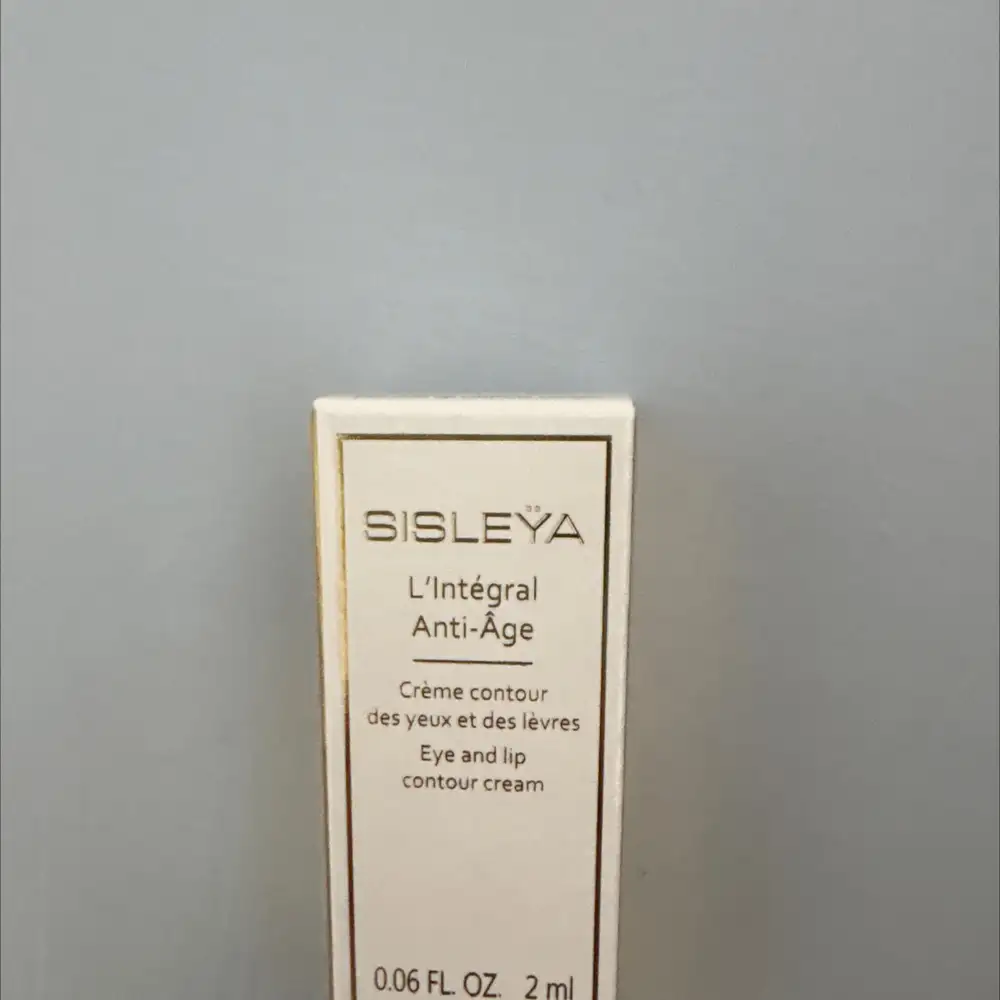 SISLEŸA
L'Intégral
Anti-Âge
Crème contour
des yeux et des lèvres
Eye and lip
contour cream
0.06 FL. OZ. 2 ml